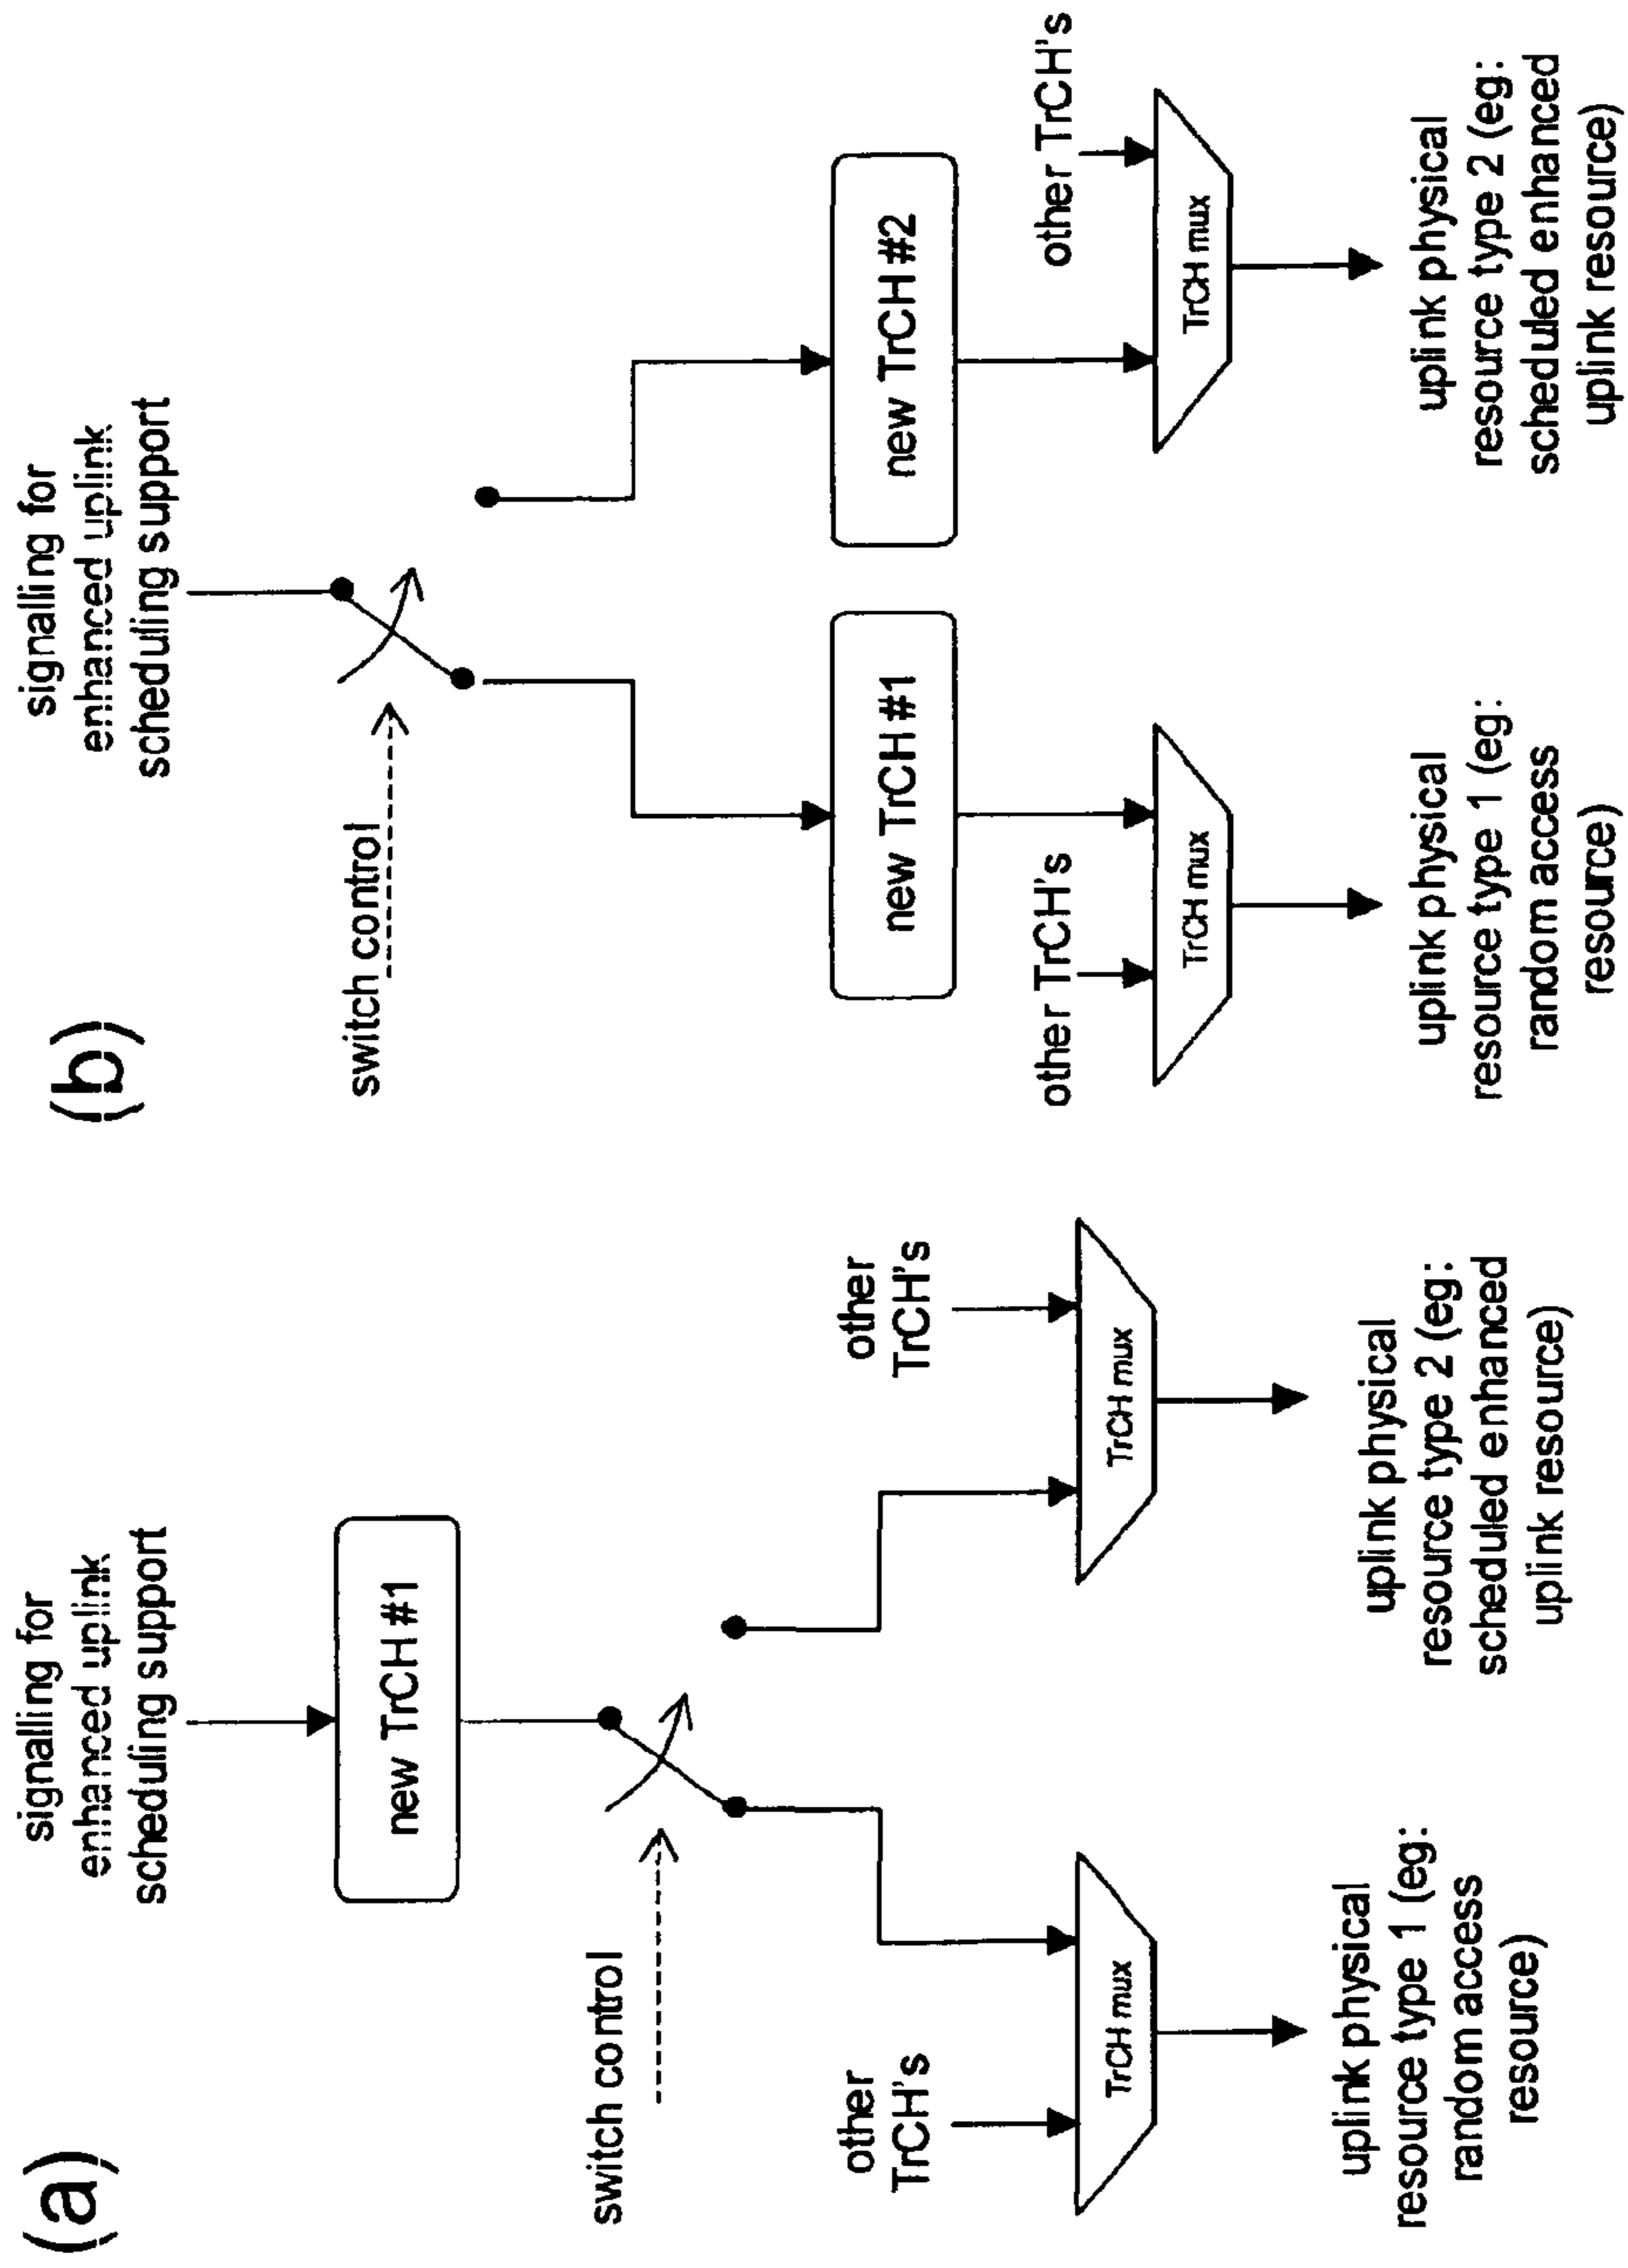 (a)
signalling for
enhanced uplink
scheduling support
new TrCH #1
switch control
other
TrCH's
other
TrCH's
TrCH mux
TrCH mux
uplink physical
resource type 1 (eg:
random access
resource)
uplink physical
resource type 2 (eg:
scheduled enhanced
uplink resource)
(b)
signalling for
enhanced uplink
scheduling support
switch control
new TrCH #1
new TrCH #2
other TrCH's
other TrCH's
TrCH mux
TrCH mux
uplink physical
resource type 1 (eg:
random access
resource)
uplink physical
resource type 2 (eg:
scheduled enhanced
uplink resource)